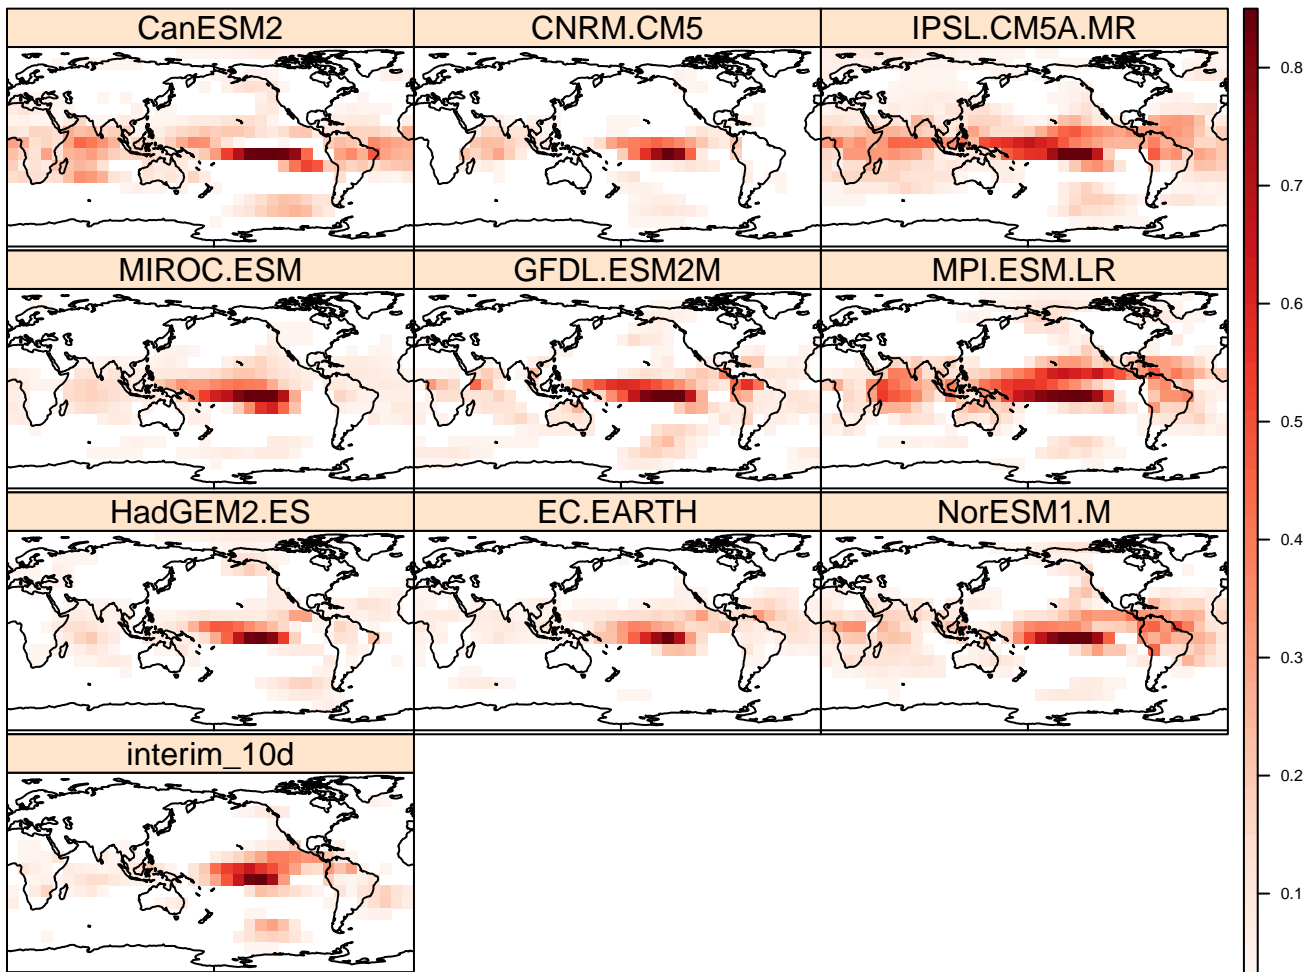 CanESM2
CNRM.CM5
IPSL.CM5A.MR
MIROC.ESM
GFDL.ESM2M
MPI.ESM.LR
HadGEM2.ES
EC.EARTH
NorESM1.M
interim_10d
0.8
0.7
0.6
0.5
0.4
0.3
0.2
0.1